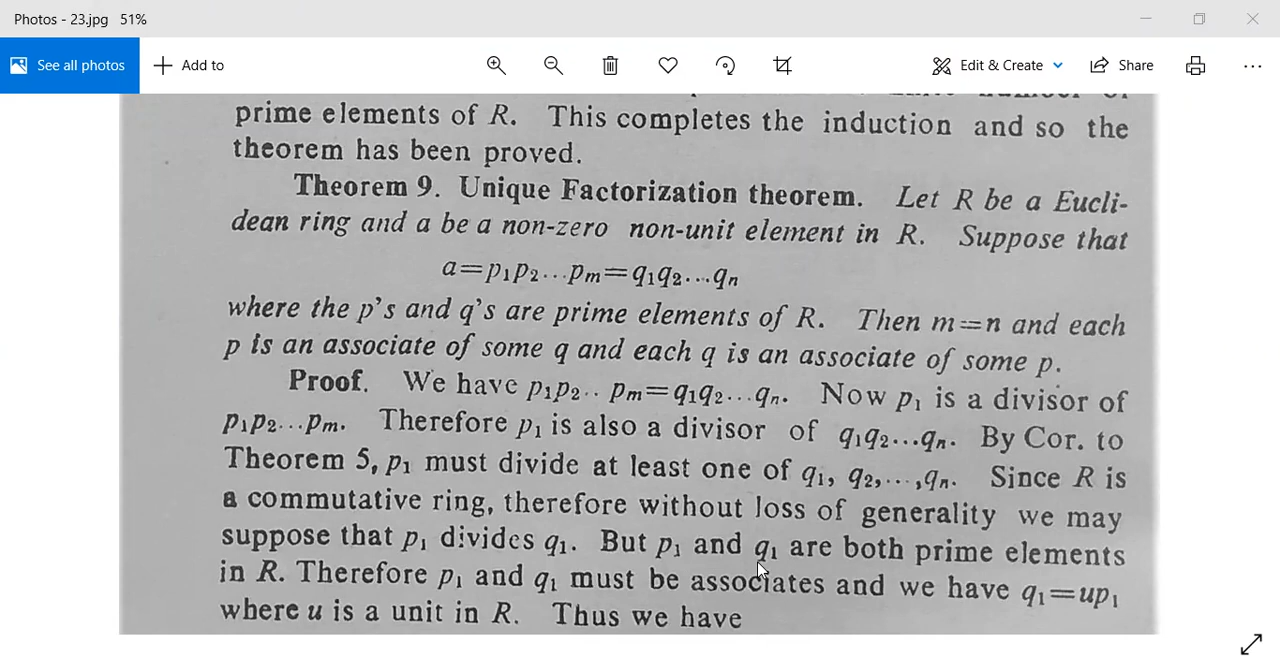 Photos - 23.jpg 51%
See all photos
Add to
Edit & Create
Share
prime elements of R. This completes the induction and so the
theorem has been proved.
Theorem 9. Unique Factorization theorem. Let R be a Eucli-
dean ring and a be a non-zero non-unit element in R. Suppose that
a=p₁p₂...pₘ=q₁q₂...qₙ
where the p's and q's are prime elements of R. Then m=n and each
p is an associate of some q and each q is an associate of some p.
Proof. We have p₁p₂.. pₘ=q₁q₂...qₙ. Now p₁ is a divisor of
p₁p₂...pₘ. Therefore p₁ is also a divisor of q₁q₂...qₙ. By Cor. to
Theorem 5, p₁ must divide at least one of q₁, q₂,...,qₙ. Since R is
a commutative ring, therefore without loss of generality we may
suppose that p₁ divides q₁. But p₁ and q₁ are both prime elements
in R. Therefore p₁ and q₁ must be associates and we have q₁=up₁
where u is a unit in R. Thus we have